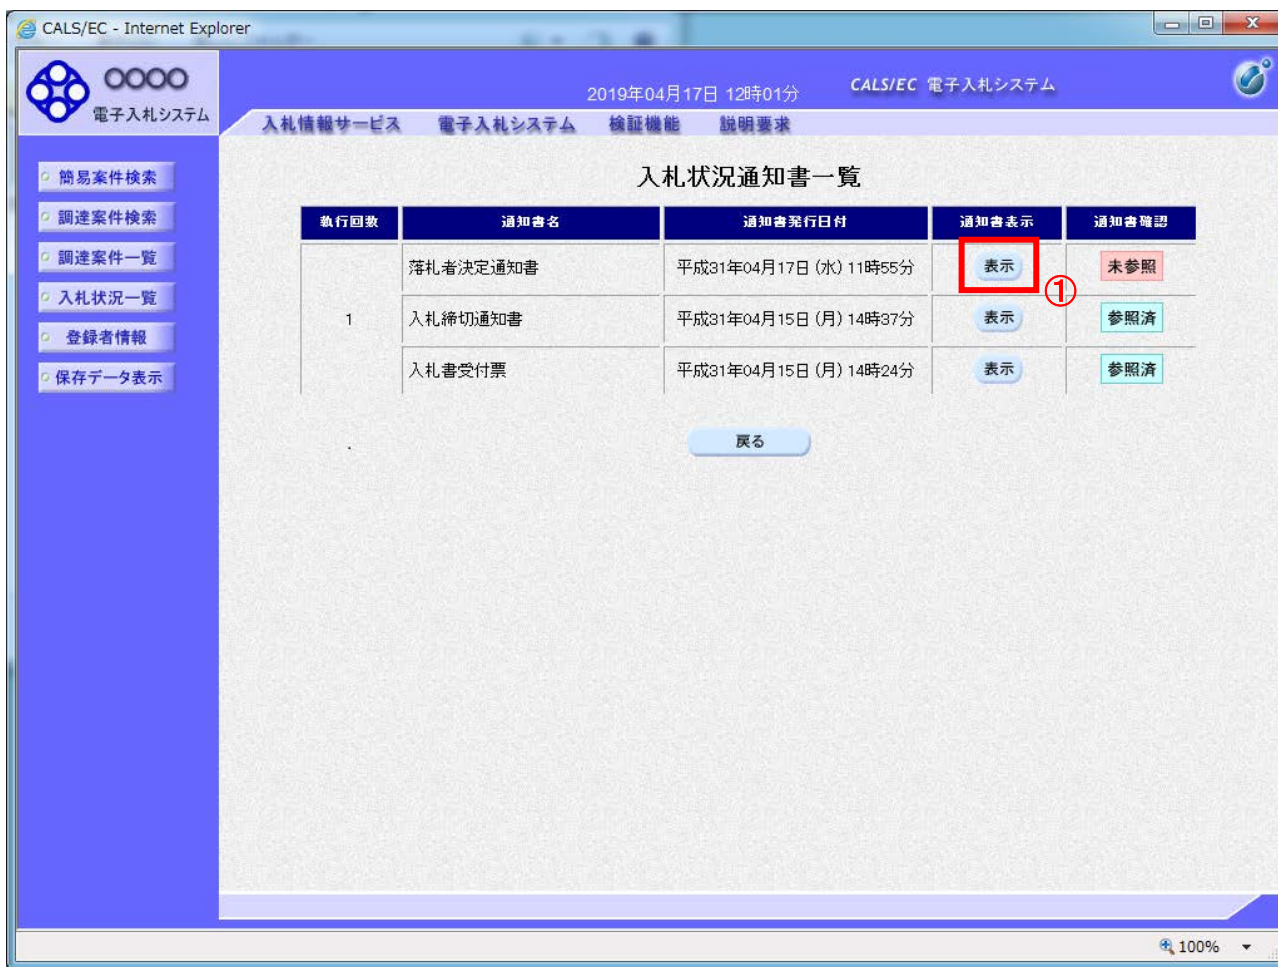 CALS/EC - Internet Explorer
〇〇〇〇
電子入札システム
2019年04月17日 12時01分
CALS/EC 電子入札システム
入札情報サービス 電子入札システム 検証機能 説明要求
簡易案件検索
調達案件検索
調達案件一覧
入札状況一覧
登録者情報
保存データ表示
入札状況通知書一覧
執行回数 通知書名 通知書発行日付 通知書表示 通知書確認
落札者決定通知書 平成31年04月17日 (水) 11時55分 表示 未参照
①
1 入札締切通知書 平成31年04月15日 (月) 14時37分 表示 参照済
入札書受付票 平成31年04月15日 (月) 14時24分 表示 参照済
. 戻る
100%